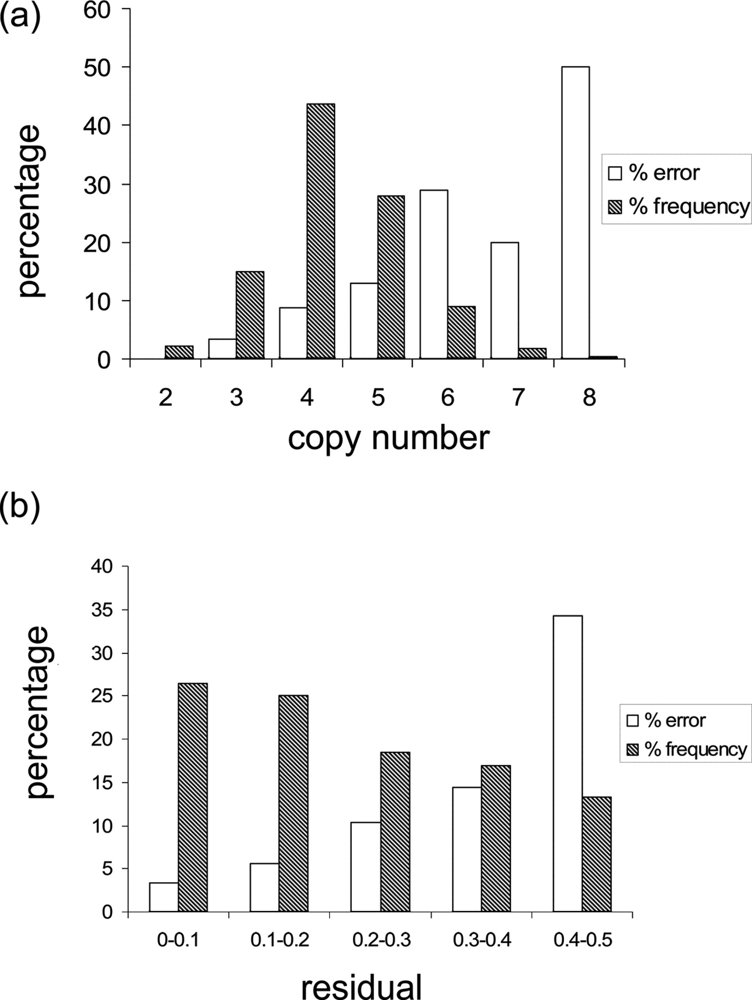 (a)
60
50
40
30
20
10
0
percentage
2 3 4 5 6 7 8
copy number
% error
% frequency
(b)
40
35
30
25
20
15
10
5
0
percentage
0-0.1 0.1-0.2 0.2-0.3 0.3-0.4 0.4-0.5
residual
% error
% frequency